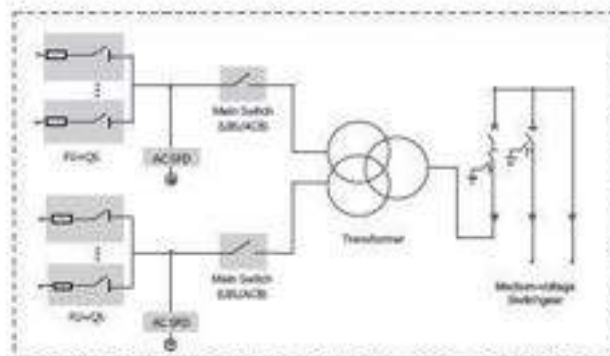 Main Switch
(LBS/ACB)
FU+QS
AC SPD
Transformer
Main Switch
(LBS/ACB)
Medium-voltage
Switchgear
FU+QS
AC SPD